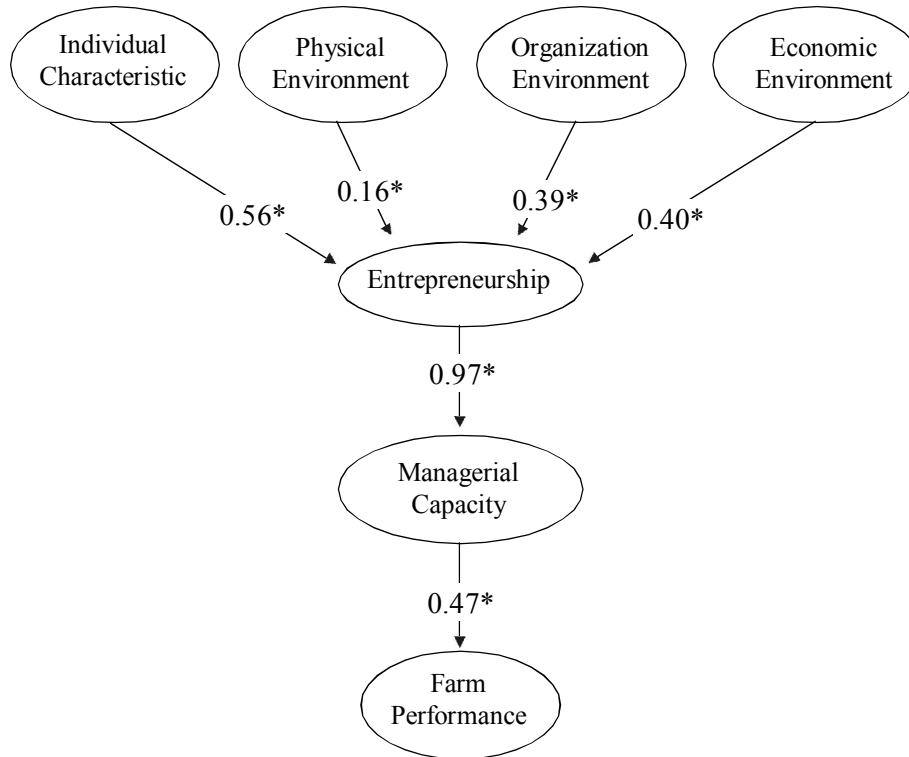 Individual
Characteristic
Physical
Environment
Organization
Environment
Economic
Environment
0.56*
0.16*
0.39*
0.40*
Entrepreneurship
0.97*
Managerial
Capacity
0.47*
Farm
Performance